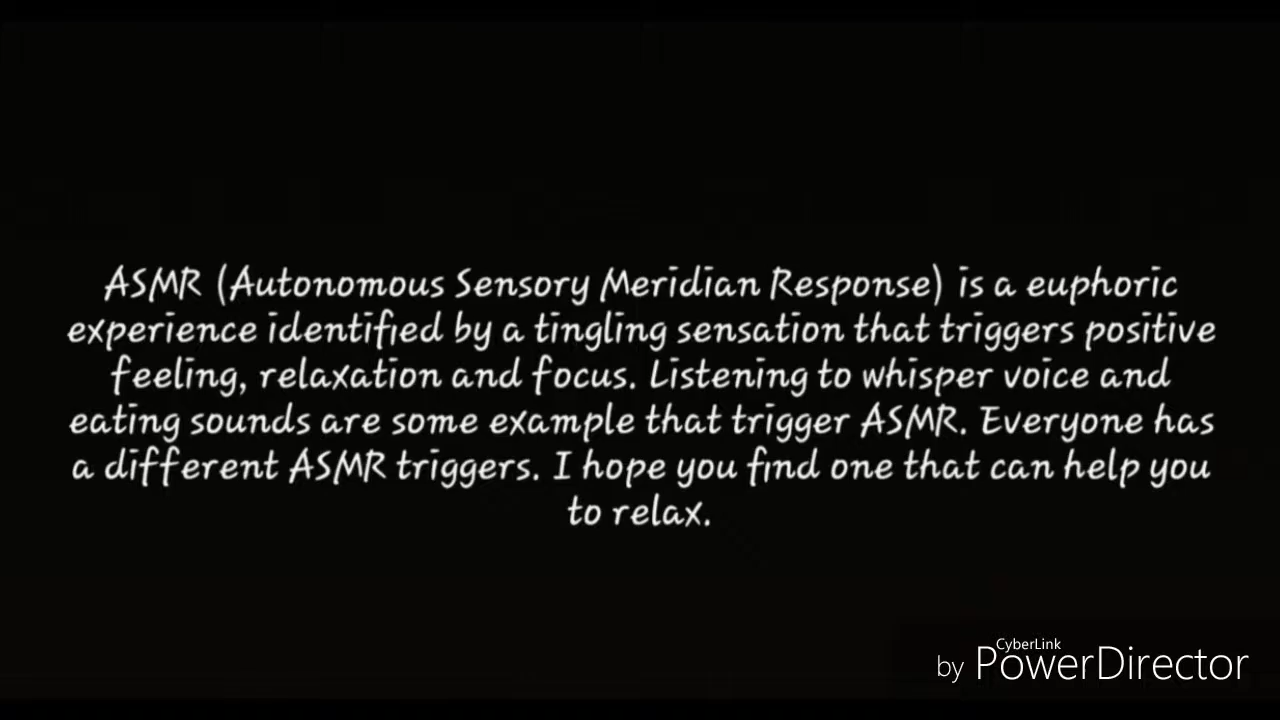 ASMR (Autonomous Sensory Meridian Response) is a euphoric
experience identified by a tingling sensation that triggers positive
feeling, relaxation and focus. Listening to whisper voice and
eating sounds are some example that trigger ASMR. Everyone has
a different ASMR triggers. I hope you find one that can help you
to relax.
CyberLink
by PowerDirector